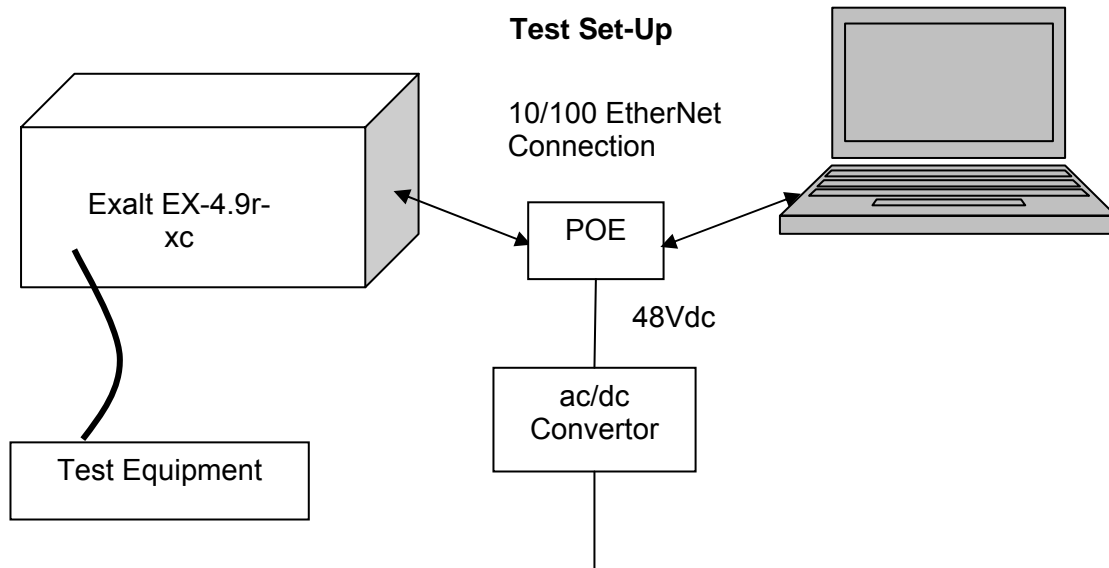 Test Set-Up
10/100 EtherNet
Connection
Exalt EX-4.9r-
xc
POE
48Vdc
ac/dc
Convertor
Test Equipment